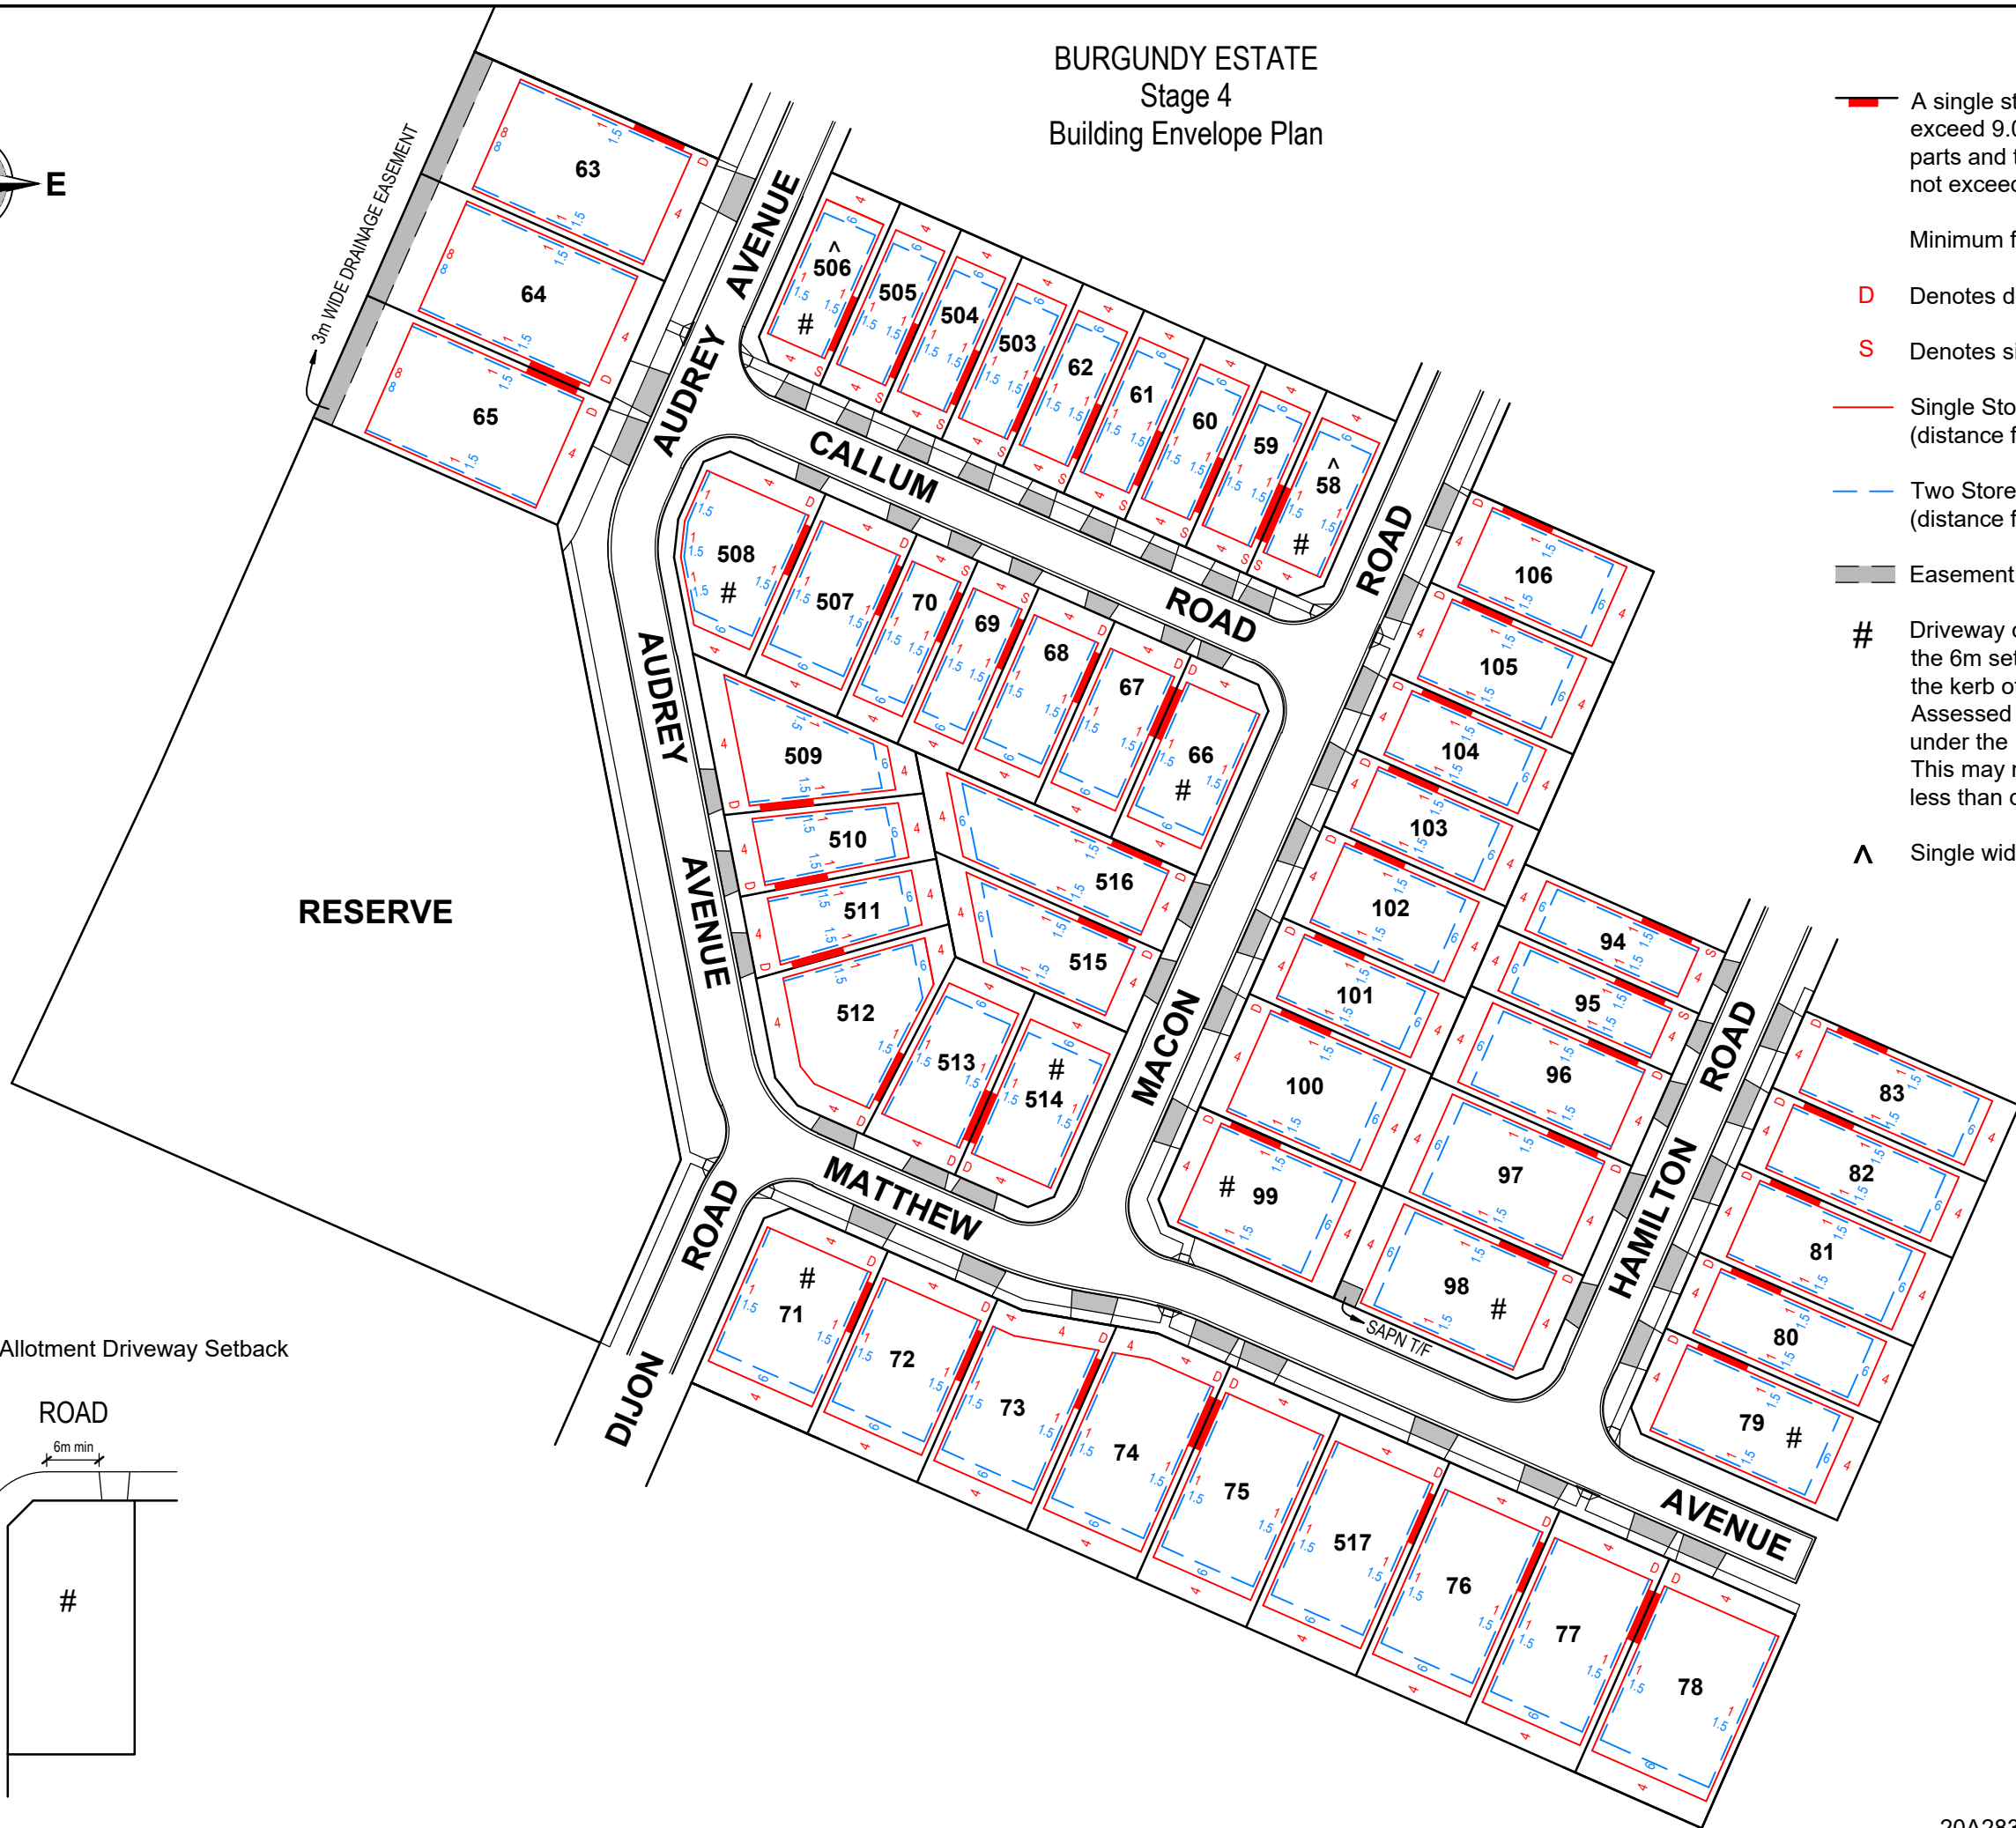 BURGUNDY ESTATE
Stage 4
Building Envelope Plan
E
3m WIDE DRAINAGE EASEMENT
A single st
exceed 9.0
parts and t
not exceed
Minimum f
D Denotes d
S Denotes si
Single Sto
(distance f
Two Store
(distance f
Easement
# Driveway o
the 6m set
the kerb of
Assessed
under the
This may r
less than o
^ Single wid
AUDREY AVENUE
CALLUM ROAD
ROAD
AUDREY AVENUE
MACON
MATTHEW
AVENUE
DIJON ROAD
HAMILTON ROAD
RESERVE
SAPN T/F
63
64
65
^ 506 #
505
504
503
62
61
60
59
^ 58 #
508 #
507
70
69
68
67
66 #
509
510
511
512
513
# 514
515
516
106
105
104
103
102
101
100
# 99
94
95
96
97
98 #
83
82
81
80
79 #
# 71
72
73
74
75
517
76
77
78
Allotment Driveway Setback
ROAD
6m min
#
20A283